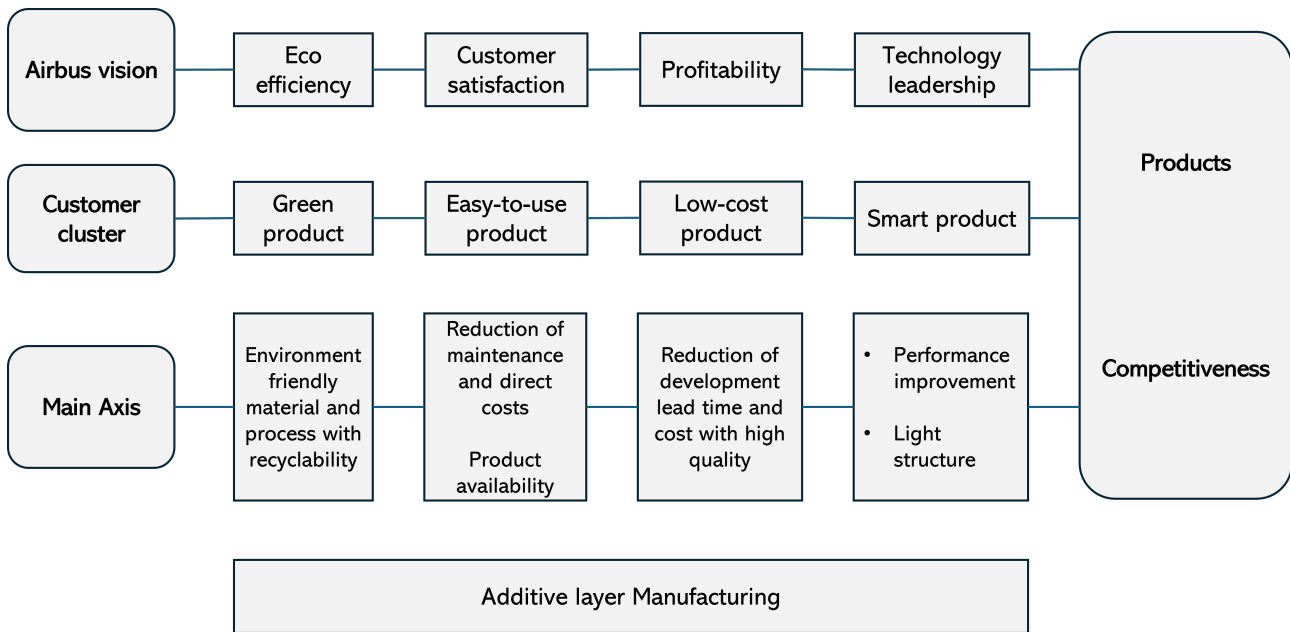 Airbus vision
Eco
efficiency
Customer
satisfaction
Profitability
Technology
leadership
Products
Customer
cluster
Green
product
Easy-to-use
product
Low-cost
product
Smart product
Main Axis
Environment
friendly
material and
process with
recyclability
Reduction of
maintenance
and direct
costs
Product
availability
Reduction of
development
lead time and
cost with high
quality
• Performance
improvement
• Light
structure
Competitiveness
Additive layer Manufacturing